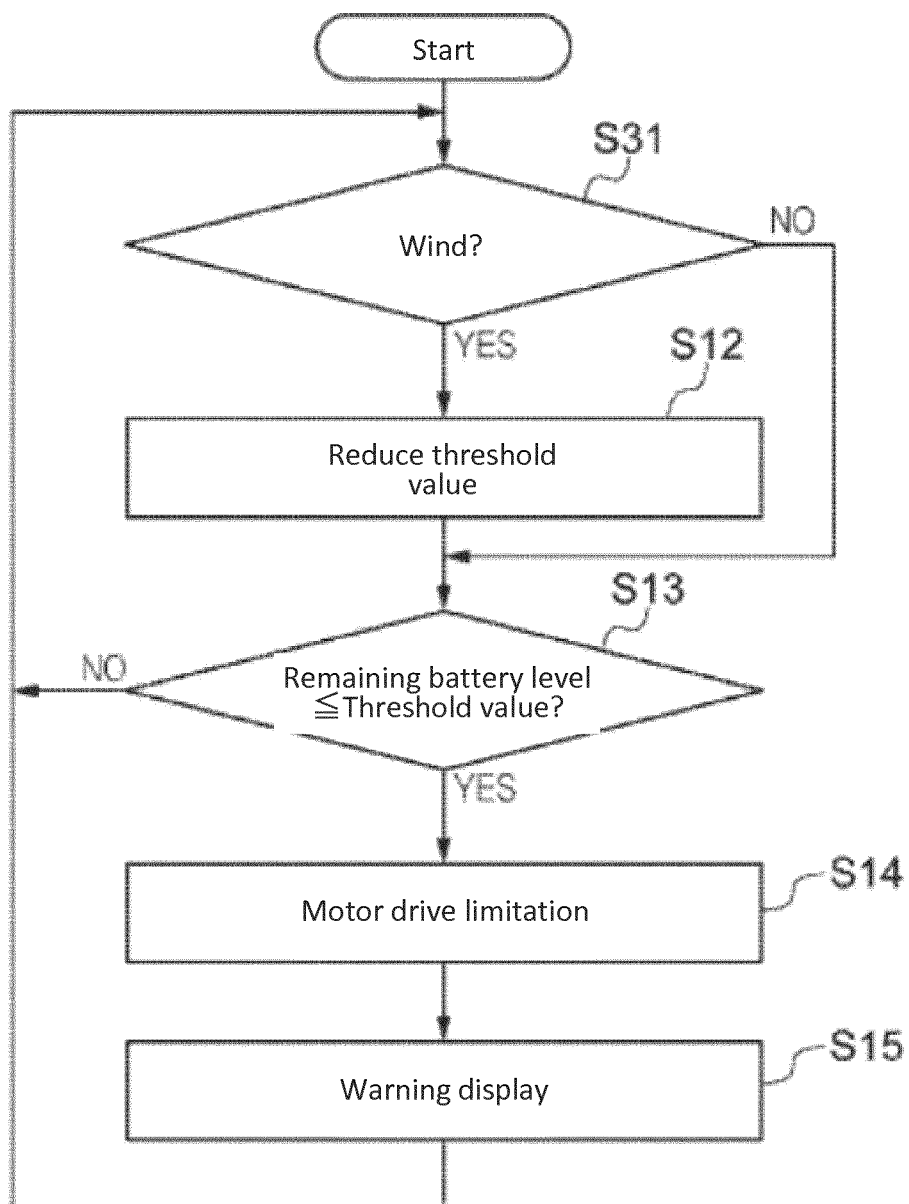 Start
S31
Wind?
NO
YES
S12
Reduce threshold
value
S13
NO
Remaining battery level
≦Threshold value?
YES
S14
Motor drive limitation
S15
Warning display